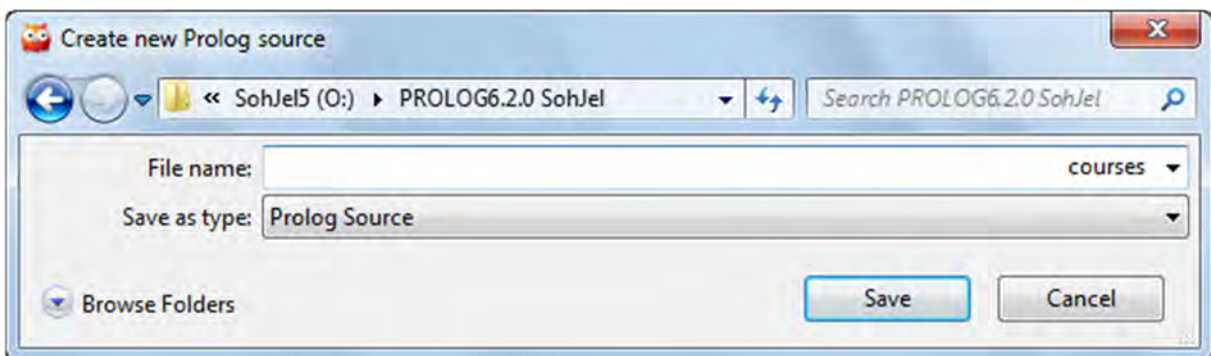 Create new Prolog source
« SohJel5 (O:) ▸ PROLOG6.2.0 SohJel
Search PROLOG6.2.0 SohJel
File name: courses
Save as type: Prolog Source
Browse Folders
Save
Cancel